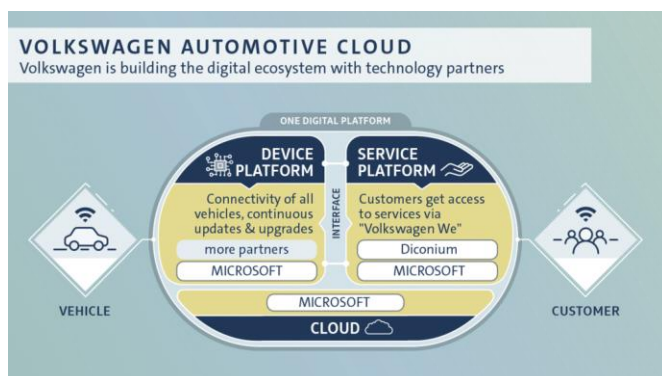 VOLKSWAGEN AUTOMOTIVE CLOUD
Volkswagen is building the digital ecosystem with technology partners
ONE DIGITAL PLATFORM
DEVICE
PLATFORM
Connectivity of all
vehicles, continuous
updates & upgrades
more partners
MICROSOFT
INTERFACE
SERVICE
PLATFORM
Customers get access
to services via
"Volkswagen We"
Diconium
MICROSOFT
MICROSOFT
CLOUD
VEHICLE
CUSTOMER